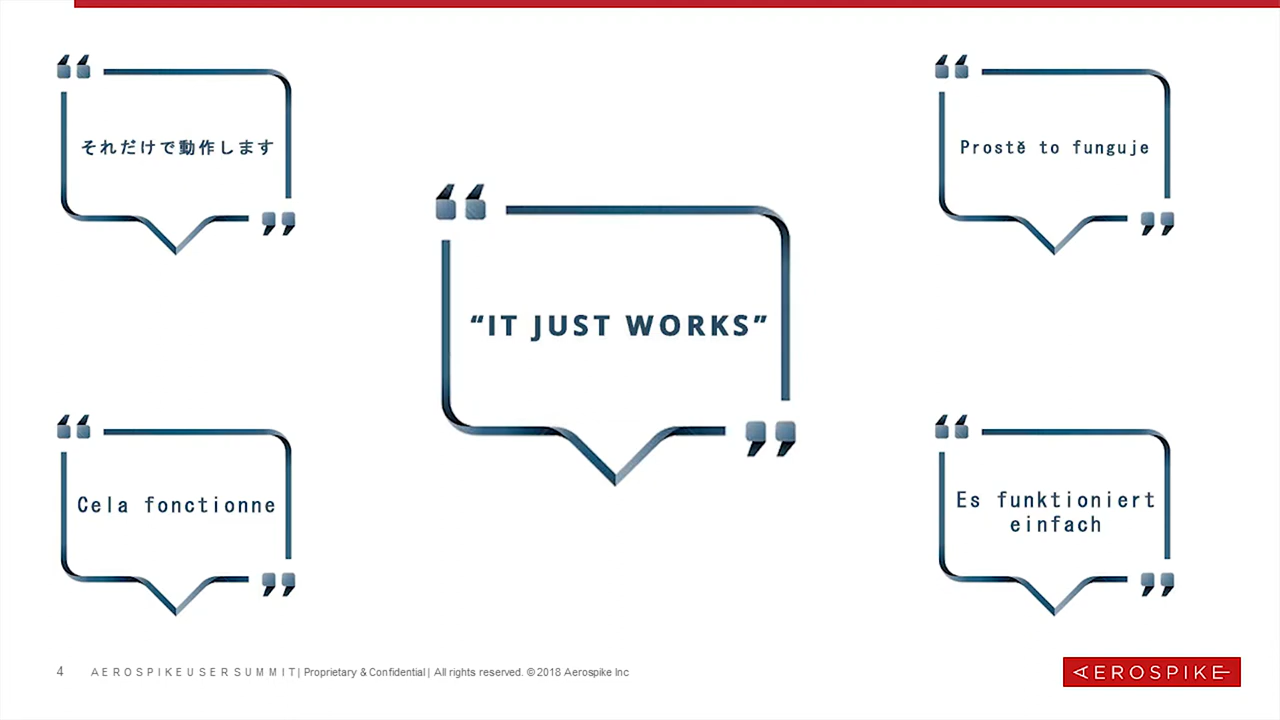 それだけで動作します
Prostě to funguje
“IT JUST WORKS”
Cela fonctionne
Es funktioniert
einfach
4
AEROSPIKE USER SUMMIT | Proprietary & Confidential | All rights reserved. © 2018 Aerospike Inc
AEROSPIKE